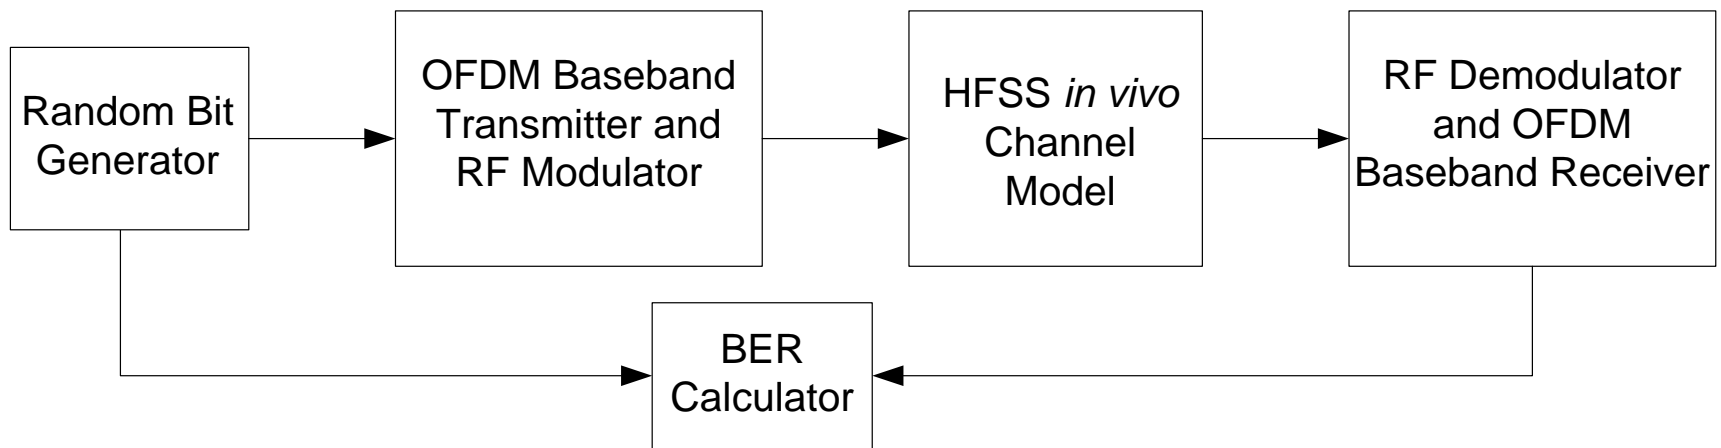 Random Bit
Generator
OFDM Baseband
Transmitter and
RF Modulator
HFSS in vivo
Channel
Model
RF Demodulator
and OFDM
Baseband Receiver
BER
Calculator